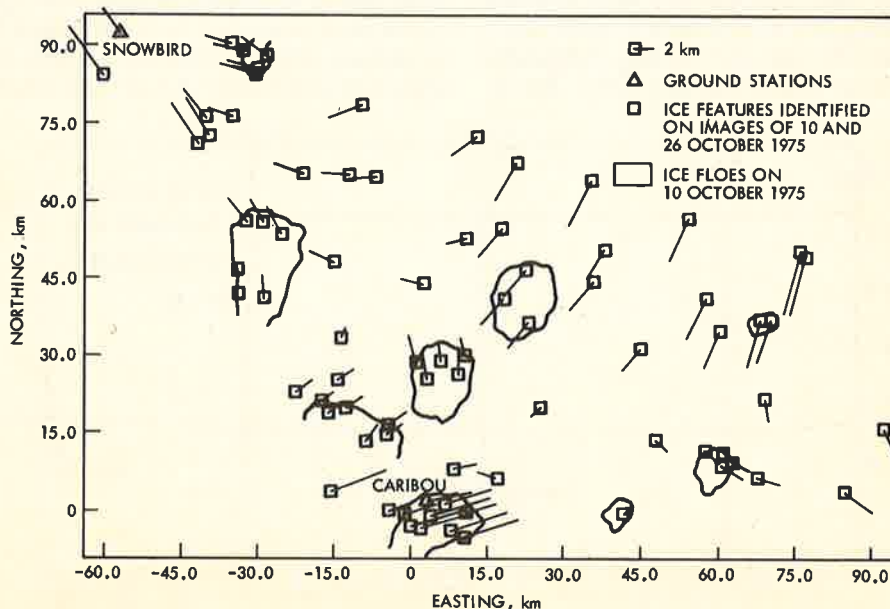 90.0
75.0
60.0
45.0
30.0
15.0
0
NORTHING, km
SNOWBIRD
2 km
GROUND STATIONS
ICE FEATURES IDENTIFIED
ON IMAGES OF 10 AND
26 OCTOBER 1975
ICE FLOES ON
10 OCTOBER 1975
CARIBOU
-60.0 -45.0 -30.0 -15.0 0 15.0 30.0 45.0 60.0 75.0 90.0
EASTING, km